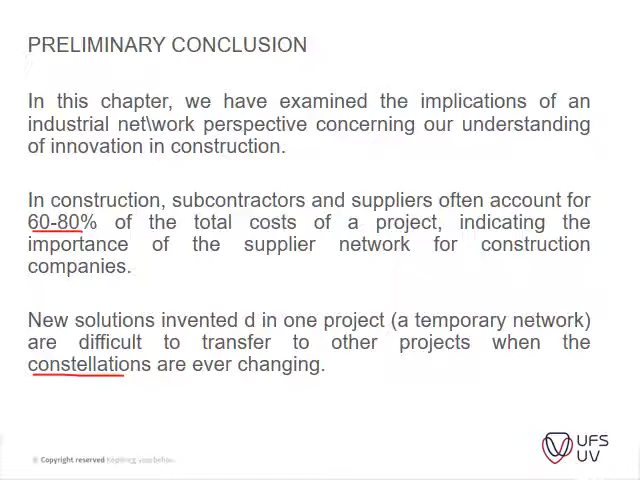 PRELIMINARY CONCLUSION
In this chapter, we have examined the implications of an
industrial net\work perspective concerning our understanding
of innovation in construction.
In construction, subcontractors and suppliers often account for
60-80% of the total costs of a project, indicating the
importance of the supplier network for construction
companies.
New solutions invented d in one project (a temporary network)
are difficult to transfer to other projects when the
constellations are ever changing.
© Copyright reserved Kopiereg voorbehou
UFS
UV